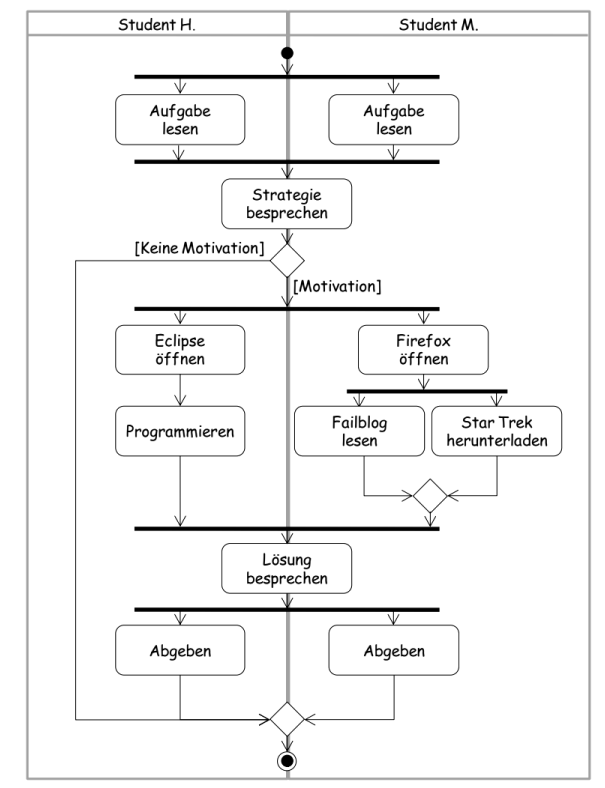 Student H.
Student M.
Aufgabe
lesen
Aufgabe
lesen
Strategie
besprechen
[Keine Motivation]
[Motivation]
Eclipse
öffnen
Firefox
öffnen
Programmieren
Failblog
lesen
Star Trek
herunterladen
Lösung
besprechen
Abgeben
Abgeben